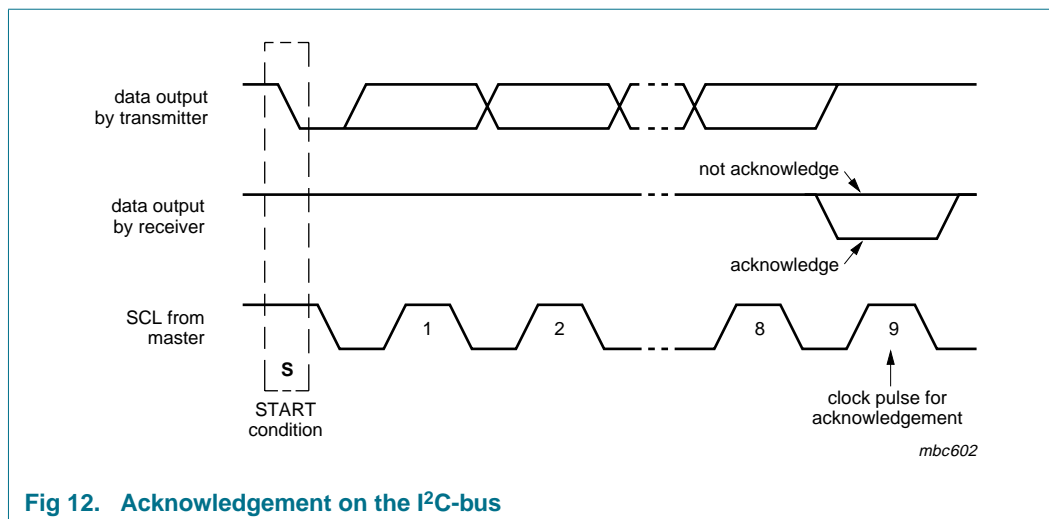 data output
by transmitter
not acknowledge
data output
by receiver
acknowledge
SCL from
master
1
2
8
9
S
START
condition
clock pulse for
acknowledgement
mbc602
Fig 12. Acknowledgement on the I²C-bus